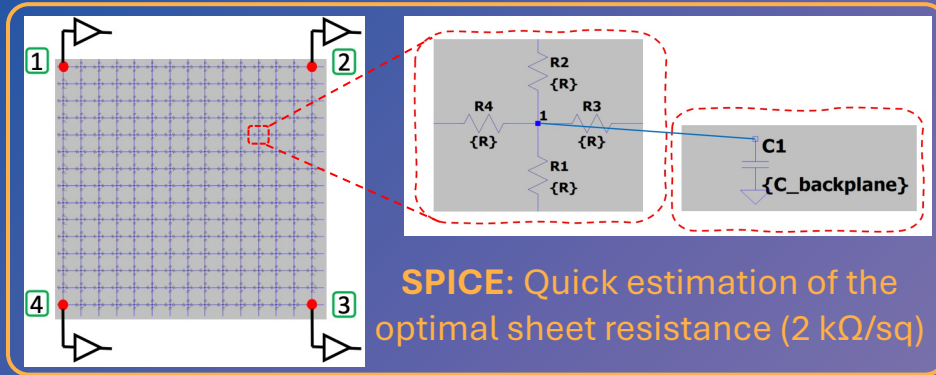 1
2
4
3
R2
{R}
R4
{R}
1
R3
{R}
R1
{R}
C1
{C_backplane}
SPICE: Quick estimation of the
optimal sheet resistance (2 kΩ/sq)